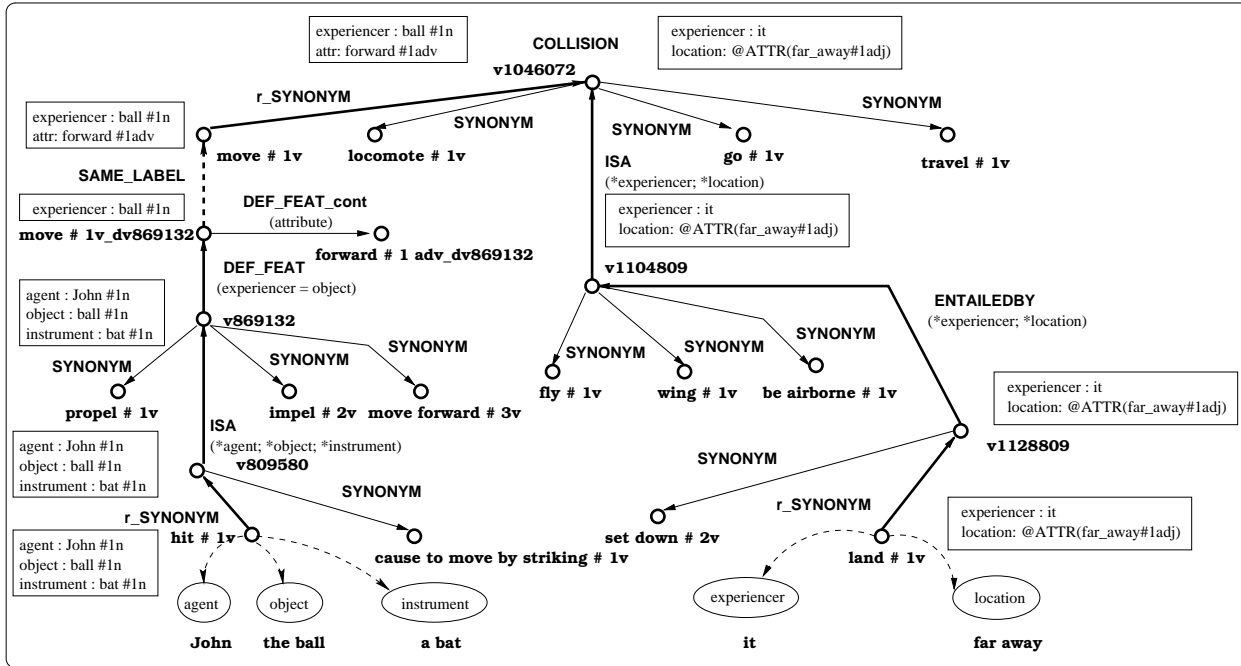 experiencer : ball #1n
attr: forward #1adv
COLLISION
v1046072
experiencer : it
location: @ATTR(far_away#1adj)
r_SYNONYM
SYNONYM
SYNONYM
SYNONYM
experiencer : ball #1n
attr: forward #1adv
move # 1v
locomote # 1v
go # 1v
travel # 1v
ISA
(*experiencer; *location)
SAME_LABEL
experiencer : ball #1n
DEF_FEAT_cont
(attribute)
experiencer : it
location: @ATTR(far_away#1adj)
move # 1v_dv869132
forward # 1 adv_dv869132
v1104809
DEF_FEAT
(experiencer = object)
agent : John #1n
object : ball #1n
instrument : bat #1n
v869132
ENTAILEDBY
(*experiencer; *location)
SYNONYM
SYNONYM
SYNONYM
SYNONYM
SYNONYM
SYNONYM
propel # 1v
impel # 2v
move forward # 3v
fly # 1v
wing # 1v
be airborne # 1v
experiencer : it
location: @ATTR(far_away#1adj)
ISA
(*agent; *object; *instrument)
agent : John #1n
object : ball #1n
instrument : bat #1n
v809580
v1128809
SYNONYM
SYNONYM
r_SYNONYM
r_SYNONYM
experiencer : it
location: @ATTR(far_away#1adj)
hit # 1v
cause to move by striking # 1v
set down # 2v
land # 1v
agent : John #1n
object : ball #1n
instrument : bat #1n
agent
object
instrument
experiencer
location
John
the ball
a bat
it
far away